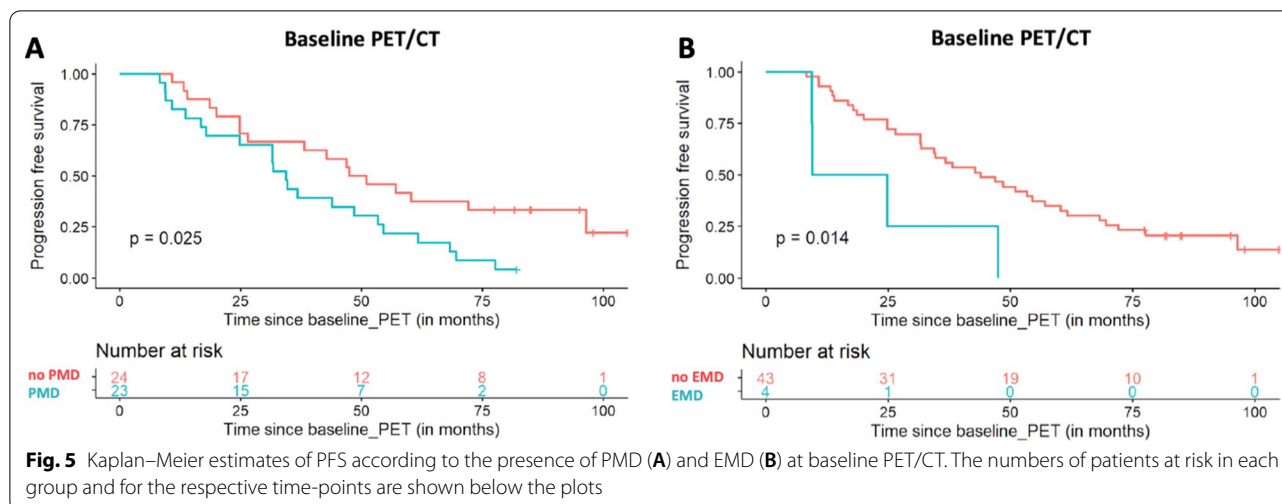 A
Baseline PET/CT
Progression free survival
1.00
0.75
0.50
0.25
0.00
p = 0.025
0 25 50 75 100
Time since baseline_PET (in months)
Number at risk
no PMD 24 17 12 8 1
PMD 23 15 7 2 0
0 25 50 75 100
Time since baseline_PET (in months)
B
Baseline PET/CT
Progression free survival
1.00
0.75
0.50
0.25
0.00
p = 0.014
0 25 50 75 100
Time since baseline_PET (in months)
Number at risk
no EMD 43 31 19 10 1
EMD 4 1 0 0 0
0 25 50 75 100
Time since baseline_PET (in months)
Fig. 5 Kaplan–Meier estimates of PFS according to the presence of PMD (A) and EMD (B) at baseline PET/CT. The numbers of patients at risk in each
group and for the respective time-points are shown below the plots